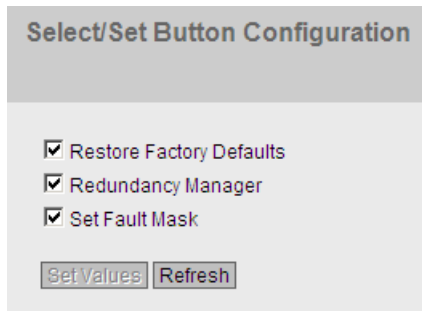 Select/Set Button Configuration
Restore Factory Defaults
Redundancy Manager
Set Fault Mask
Set Values Refresh